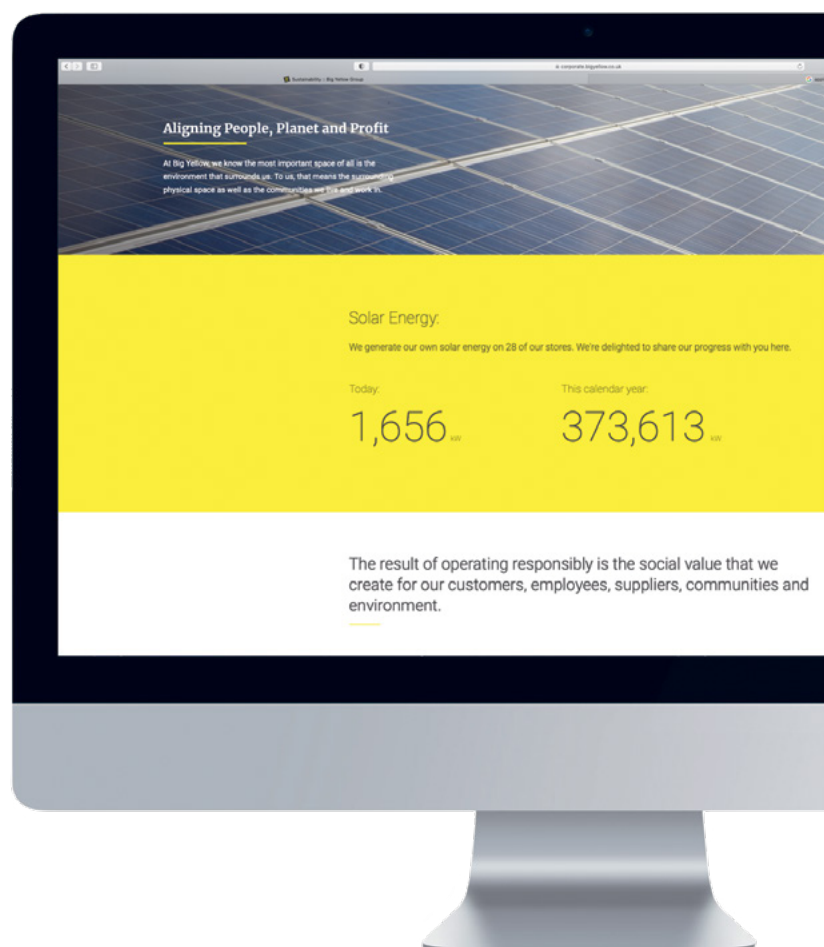 corporate.bigyellow.co.uk
Sustainability – Big Yellow Group
Aligning People, Planet and Profit
At Big Yellow, we know the most important space of all is the
environment that surrounds us. To us, that means the surrounding
physical space as well as the communities we live and work in.
Solar Energy:
We generate our own solar energy on 28 of our stores. We're delighted to share our progress with you here.
Today: This calendar year:
1,656 kW 373,613 kW
The result of operating responsibly is the social value that we
create for our customers, employees, suppliers, communities and
environment.